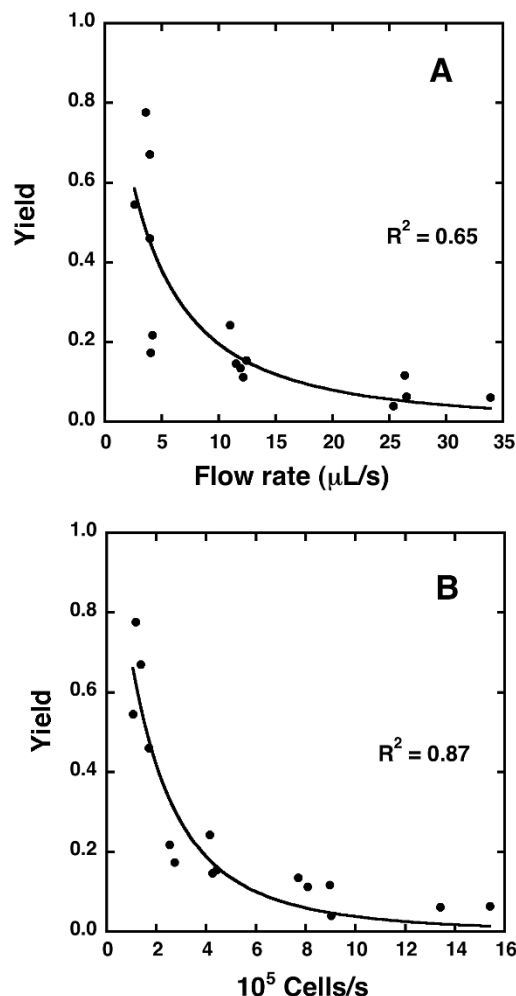 1.0
A
0.8
0.6
Yield
R² = 0.65
0.4
0.2
0.0
0 5 10 15 20 25 30 35
Flow rate (μL/s)
1.0
B
0.8
0.6
Yield
R² = 0.87
0.4
0.2
0.0
0 2 4 6 8 10 12 14 16
10⁵ Cells/s